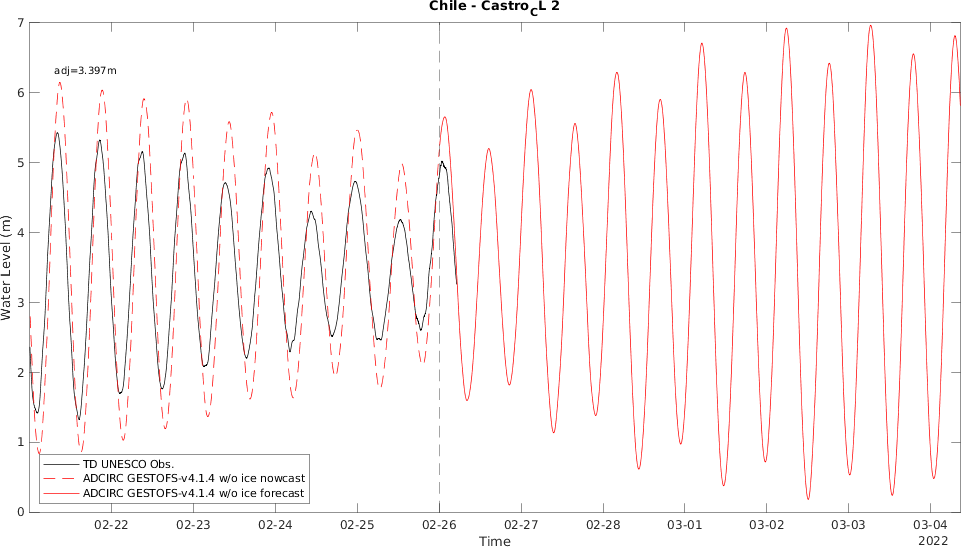 Chile - Castro_CL 2
adj=3.397m
7
6
5
4
3
2
1
0
Water Level (m)
TD UNESCO Obs.
ADCIRC GESTOFS-v4.1.4 w/o ice nowcast
ADCIRC GESTOFS-v4.1.4 w/o ice forecast
02-22 02-23 02-24 02-25 02-26 02-27 02-28 03-01 03-02 03-03 03-04
Time 2022